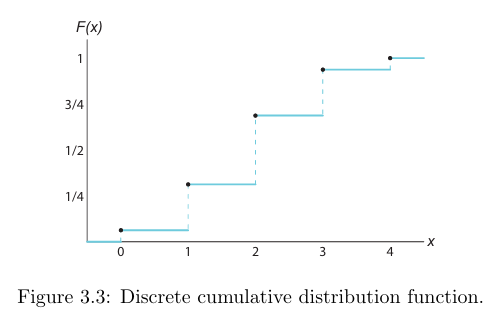 F(x)
1
3/4
1/2
1/4
0 1 2 3 4 x
Figure 3.3: Discrete cumulative distribution function.